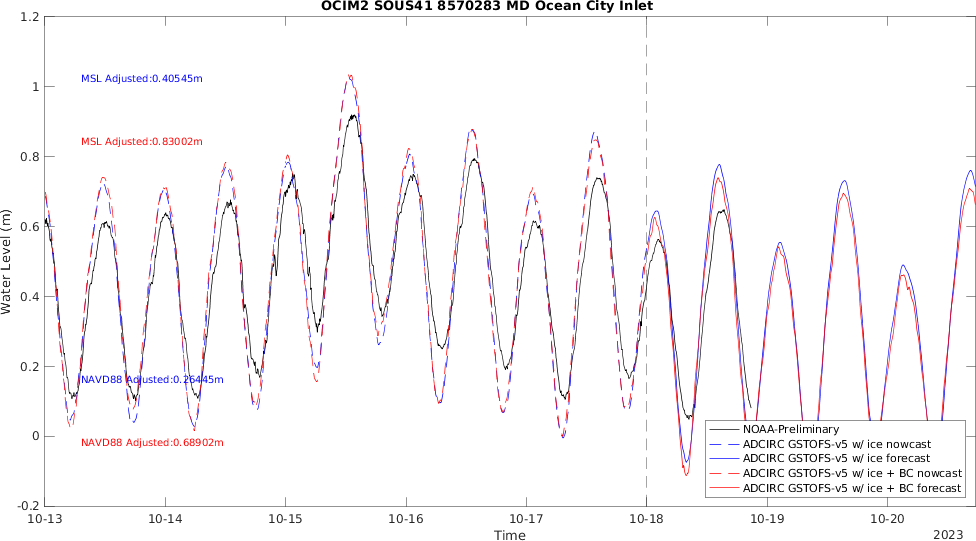 OCIM2 SOUS41 8570283 MD Ocean City Inlet
1.2
1
0.8
0.6
0.4
0.2
0
-0.2
Water Level (m)
MSL Adjusted:0.40545m
MSL Adjusted:0.83002m
NAVD88 Adjusted:0.26445m
NAVD88 Adjusted:0.68902m
NOAA-Preliminary
ADCIRC GSTOFS-v5 w/ ice nowcast
ADCIRC GSTOFS-v5 w/ ice forecast
ADCIRC GSTOFS-v5 w/ ice + BC nowcast
ADCIRC GSTOFS-v5 w/ ice + BC forecast
10-13 10-14 10-15 10-16 10-17 10-18 10-19 10-20
Time
2023